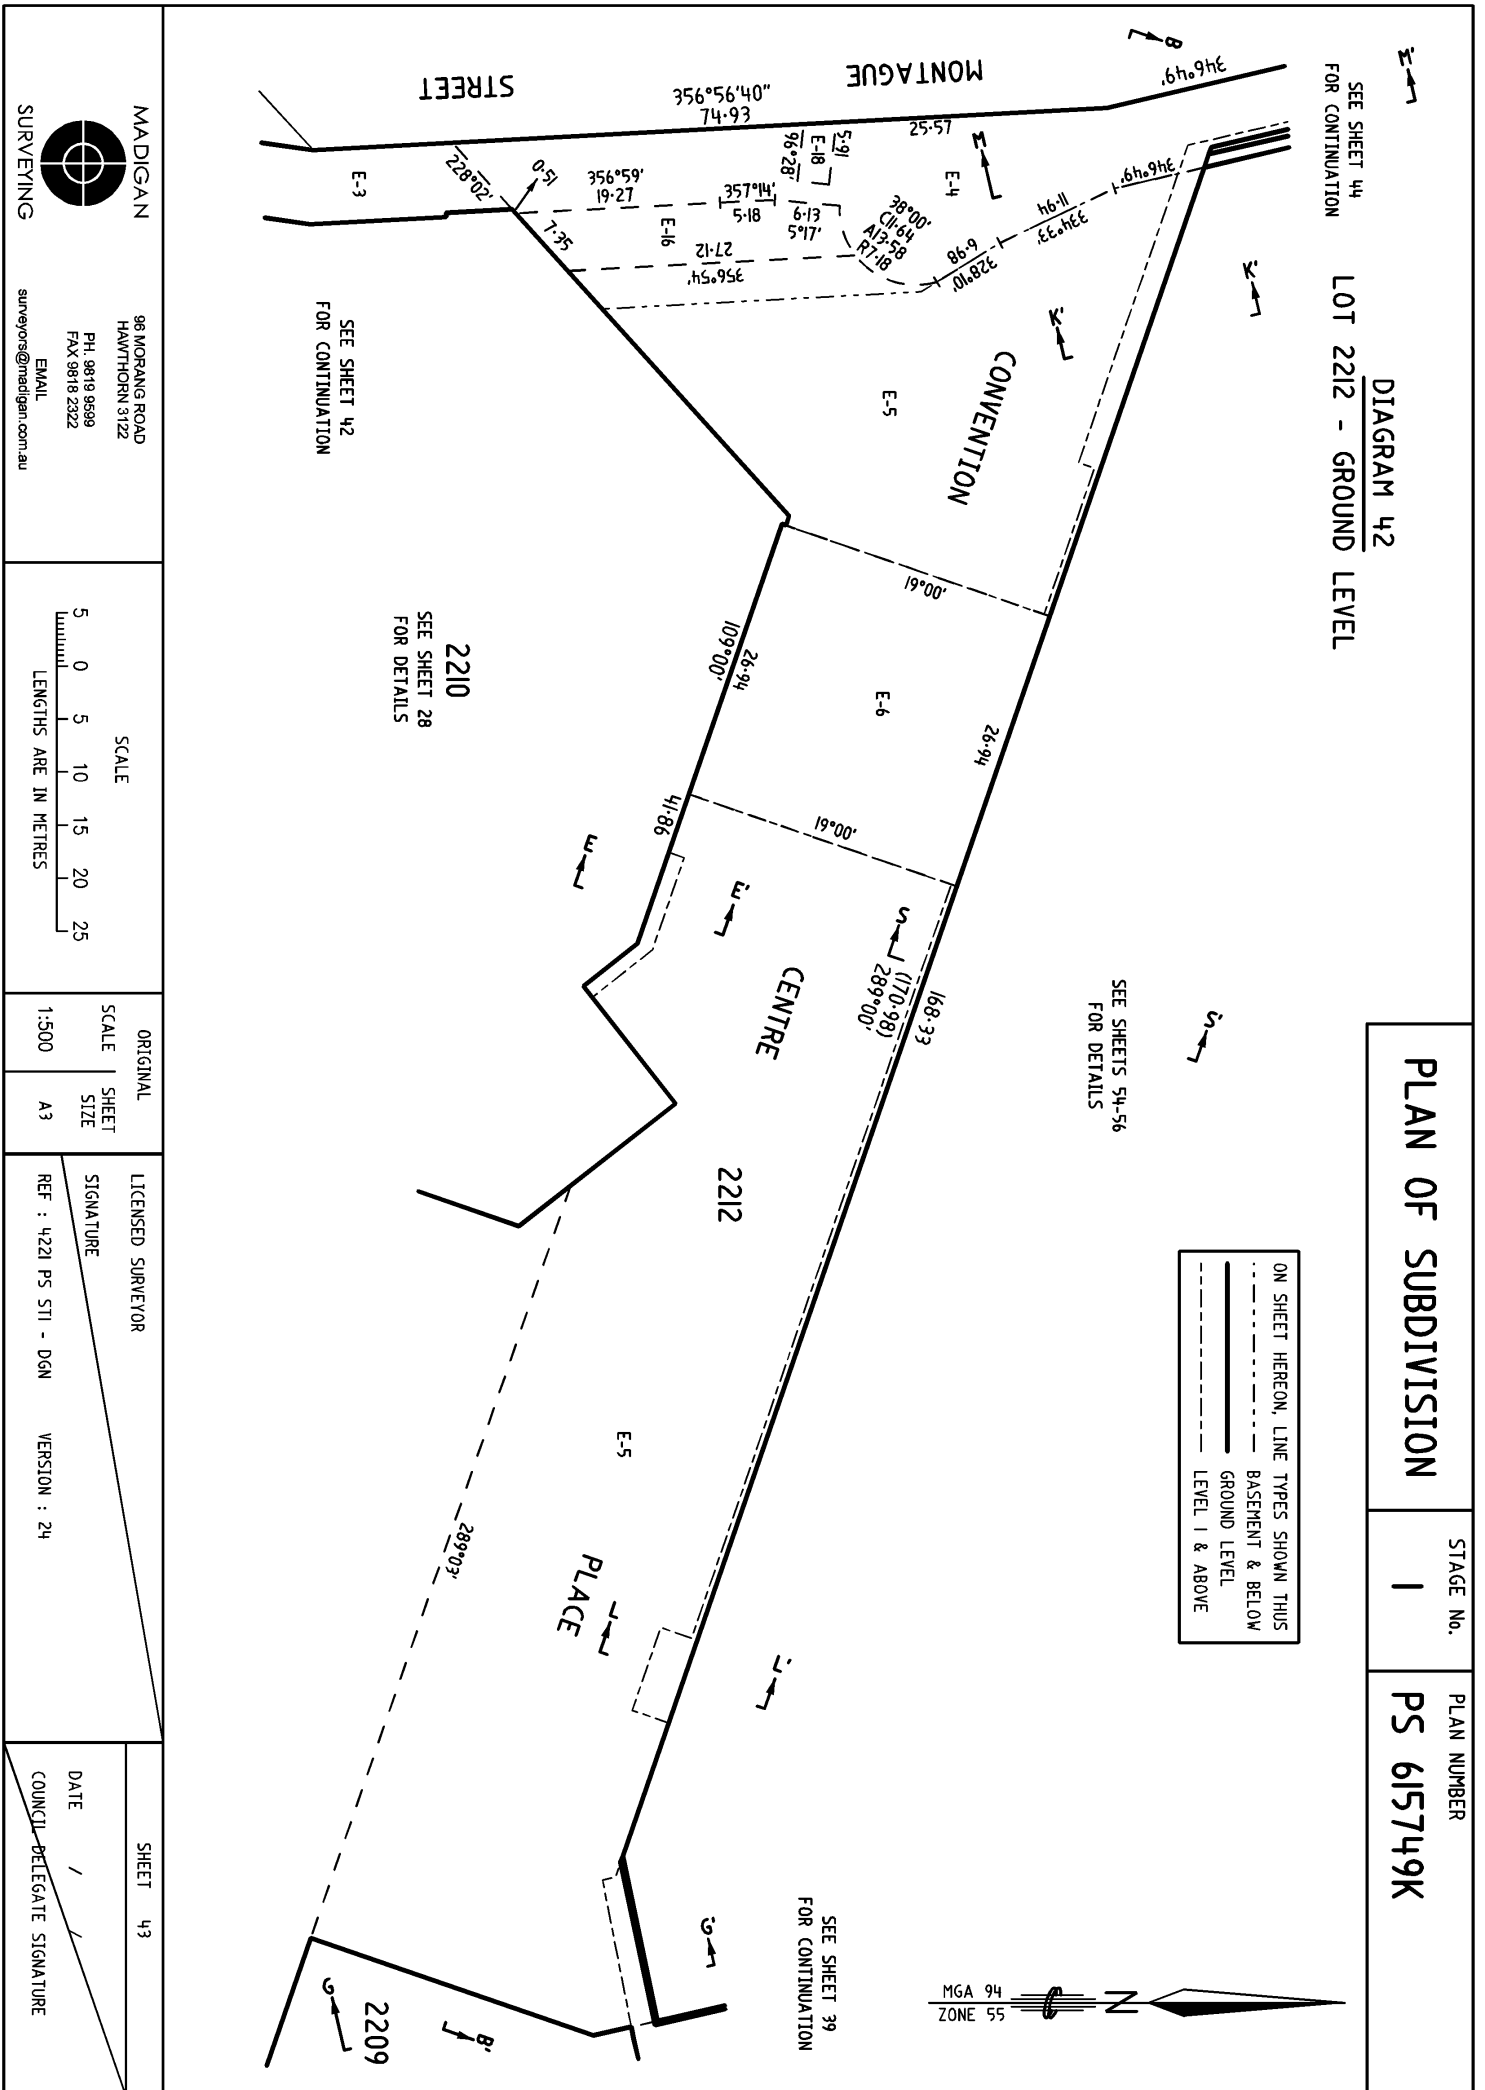 PLAN OF SUBDIVISION
STAGE No.
1
PLAN NUMBER
PS 615749K
DIAGRAM 42
LOT 2212 - GROUND LEVEL
SEE SHEET 44
FOR CONTINUATION
ON SHEET HEREON, LINE TYPES SHOWN THUS
BASEMENT & BELOW
GROUND LEVEL
LEVEL 1 & ABOVE
M'
B
346°49'
MONTAGUE
STREET
356°56'40"
74·93
25·57
M
K'
K'
346°49'
334°33'
11·94
328°10'
6·98
E-4
5·91
E-18
96°28'
38°00'
C11·64
A13·58
R7·18
6·13
5°17'
357°14'
5·18
356°59'
19·27
E-16
27·12
356°54'
0·51
7·35
228°02'
E-3
SEE SHEET 42
FOR CONTINUATION
CONVENTION
E-5
19°00'
E-6
26·94
26·94
109°00'
19°00'
41·86
2210
SEE SHEET 28
FOR DETAILS
E
E'
S
S'
168·33
(170·98)
289°00'
SEE SHEETS 54-56
FOR DETAILS
CENTRE
2212
E-5
289°03'
PLACE
G'
G
B'
2209
SEE SHEET 39
FOR CONTINUATION
MGA 94
ZONE 55
N
MADIGAN
SURVEYING
96 MORANG ROAD
HAWTHORN 3122
PH. 9819 9599
FAX 9818 2322
EMAIL
surveyors@madigan.com.au
SCALE
5 0 5 10 15 20 25
LENGTHS ARE IN METRES
ORIGINAL
SCALE
SHEET
SIZE
1:500
A3
LICENSED SURVEYOR
SIGNATURE
REF : 4221 PS ST1 - DGN VERSION : 24
SHEET 43
DATE / /
COUNCIL DELEGATE SIGNATURE